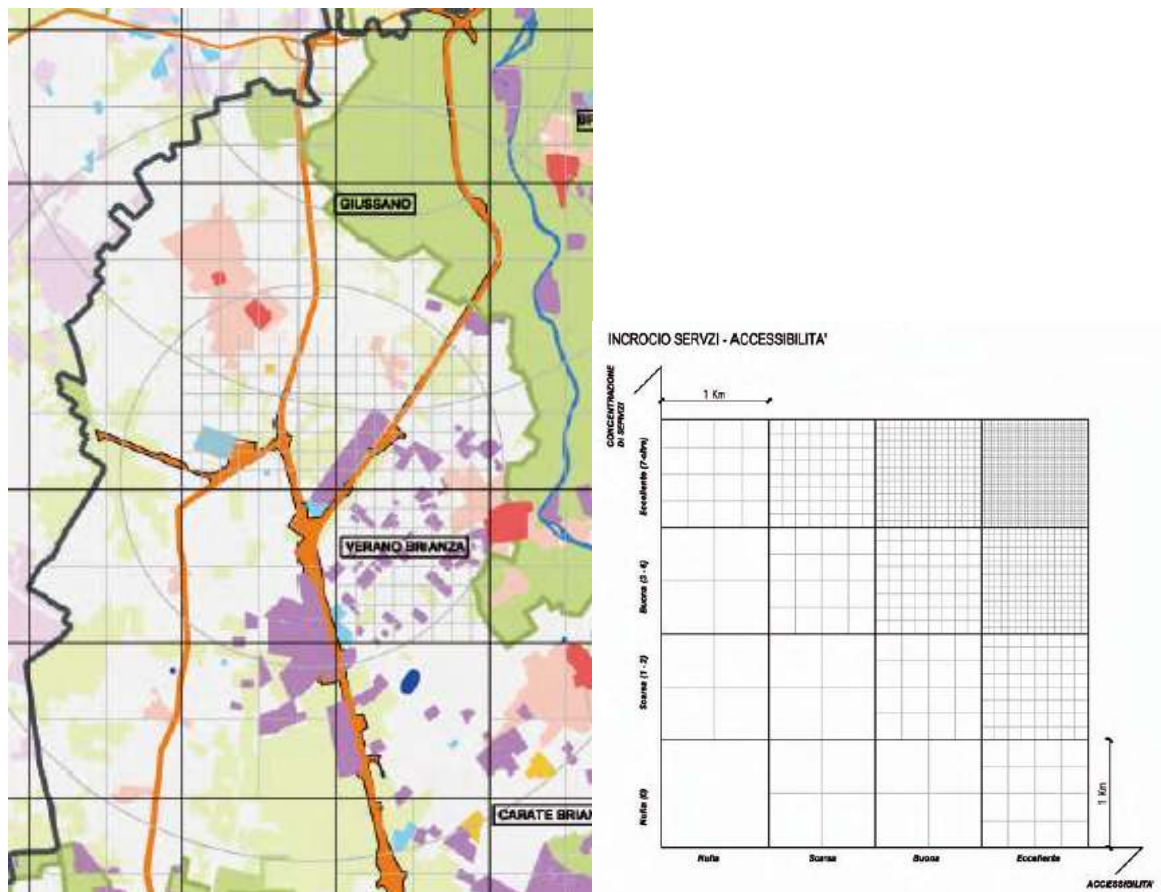 GIUSSANO
VERANO BRIANZA
CARATE BRIAN
INCROCIO SERVZI - ACCESSIBILITA'
CONCENTRAZIONE
DI SERVIZI
1 Km
Eccellente (7-oltre)
Buona (3 - 6)
Scarsa (1 - 2)
Nulla (0)
1 Km
Nulla
Scarsa
Buona
Eccellente
ACCESSIBILITA'